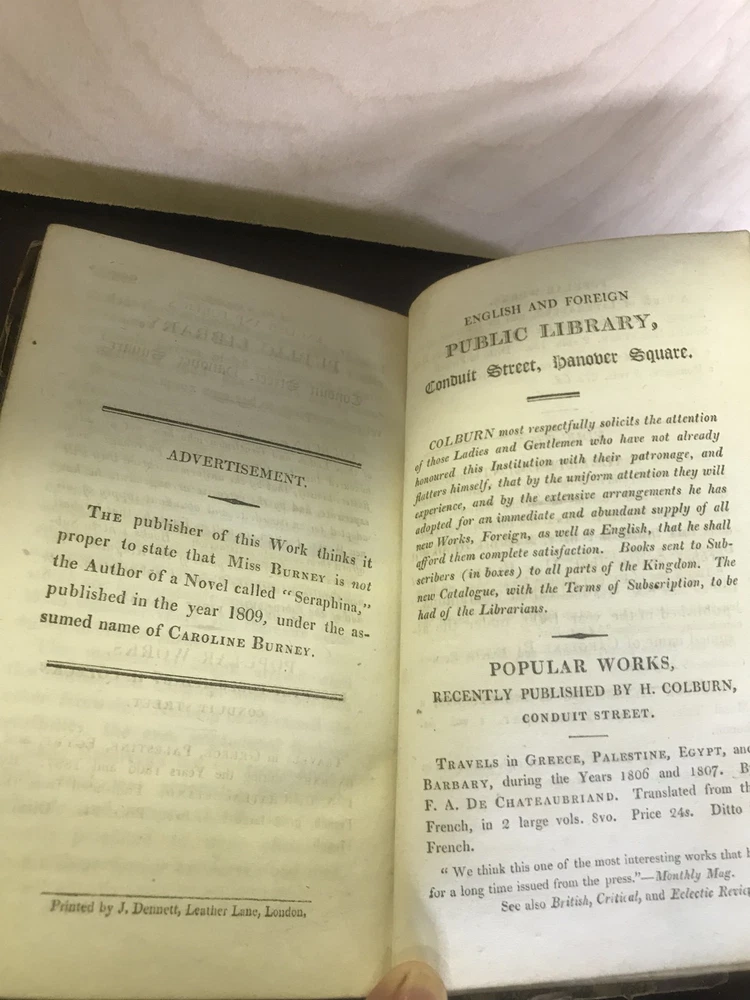 ADVERTISEMENT.
THE publisher of this Work thinks it
proper to state that Miss BURNEY is not
the Author of a Novel called "Seraphina,"
published in the year 1809, under the as-
sumed name of CAROLINE BURNEY.
Printed by J. Dennett, Leather Lane, London.
ENGLISH AND FOREIGN
PUBLIC LIBRARY,
Conduit Street, Hanover Square.
COLBURN most respectfully solicits the attention
of those Ladies and Gentlemen who have not already
honoured this Institution with their patronage, and
flatters himself, that by the uniform attention they will
experience, and by the extensive arrangements he has
adopted for an immediate and abundant supply of all
new Works, Foreign, as well as English, that he shall
afford them complete satisfaction. Books sent to Sub-
scribers (in boxes) to all parts of the Kingdom. The
new Catalogue, with the Terms of Subscription, to be
had of the Librarians.
POPULAR WORKS,
RECENTLY PUBLISHED BY H. COLBURN,
CONDUIT STREET.
TRAVELS in GREECE, PALESTINE, EGYPT, and
BARBARY, during the Years 1806 and 1807.
F. A. DE CHATEAUBRIAND. Translated from
French, in 2 large vols. 8vo. Price 24s. Ditto
French.
"We think this one of the most interesting works that
for a long time issued from the press."—Monthly Mag.
See also British, Critical, and Eclectic